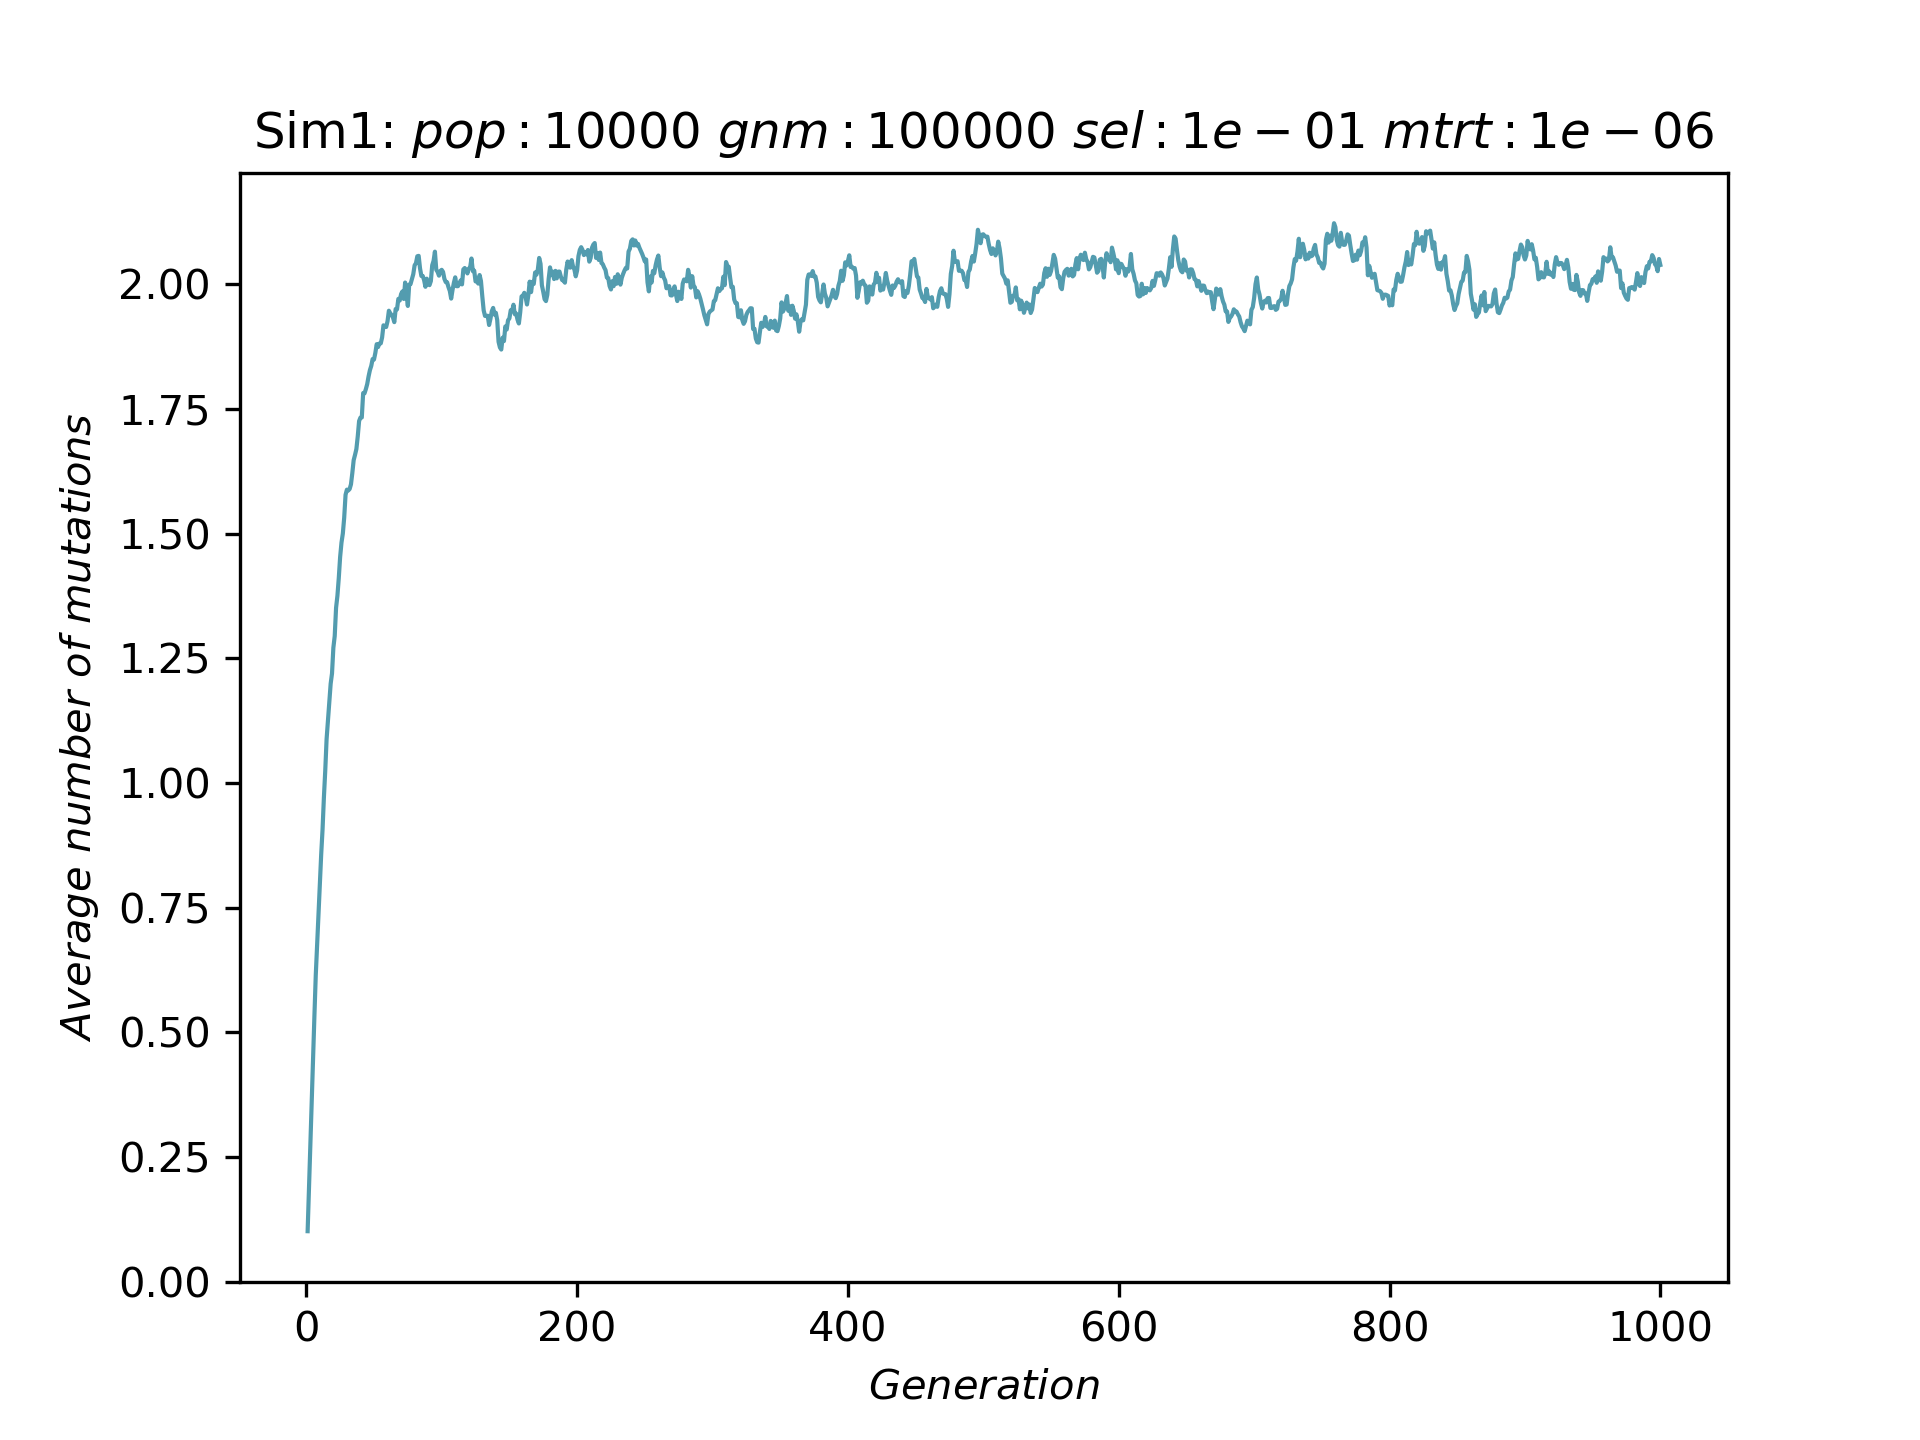 Sim1: pop : 10000 gnm : 100000 sel : 1e − 01 mtrt : 1e − 06
Average number of mutations
2.00
1.75
1.50
1.25
1.00
0.75
0.50
0.25
0.00
0 200 400 600 800 1000
Generation